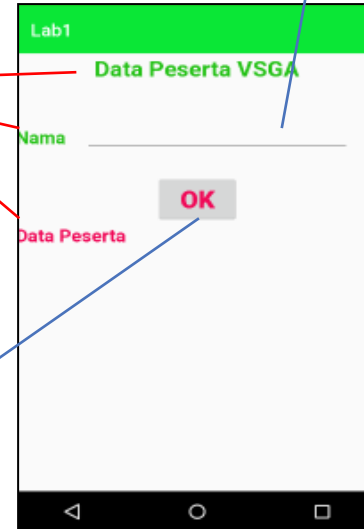 Lab1
Data Peserta VSGA
Nama
OK
Data Peserta